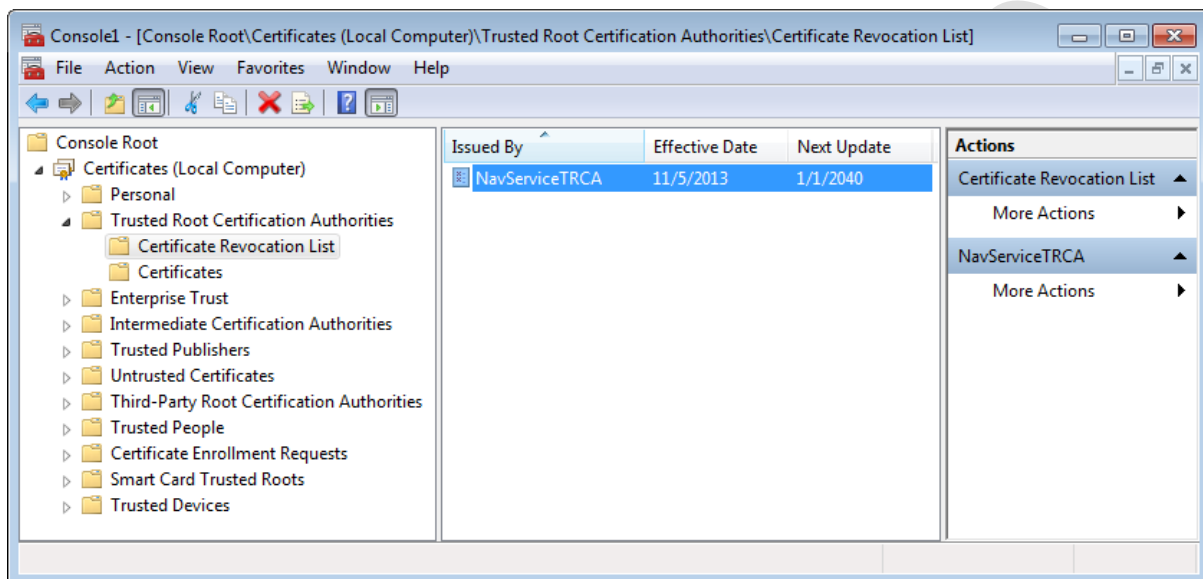 Console1 - [Console Root\Certificates (Local Computer)\Trusted Root Certification Authorities\Certificate Revocation List]
File Action View Favorites Window Help
Console Root
Certificates (Local Computer)
Personal
Trusted Root Certification Authorities
Certificate Revocation List
Certificates
Enterprise Trust
Intermediate Certification Authorities
Trusted Publishers
Untrusted Certificates
Third-Party Root Certification Authorities
Trusted People
Certificate Enrollment Requests
Smart Card Trusted Roots
Trusted Devices
Issued By Effective Date Next Update
NavServiceTRCA 11/5/2013 1/1/2040
Actions
Certificate Revocation List
More Actions
NavServiceTRCA
More Actions